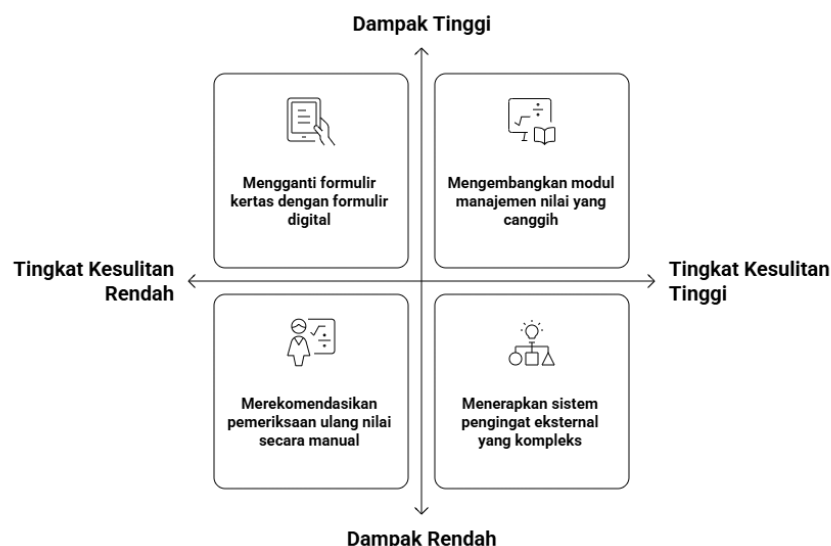 Dampak Tinggi
Mengganti formulir
kertas dengan formulir
digital
Mengembangkan modul
manajemen nilai yang
canggih
Tingkat Kesulitan
Rendah
Tingkat Kesulitan
Tinggi
Merekomendasikan
pemeriksaan ulang nilai
secara manual
Menerapkan sistem
pengingat eksternal
yang kompleks
Dampak Rendah